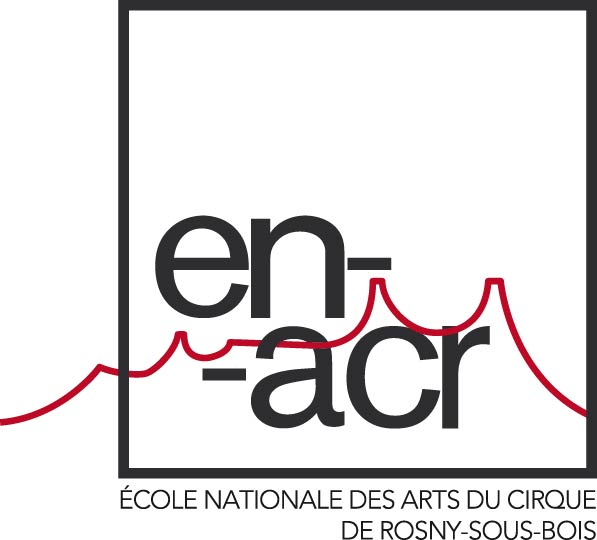 en-
-acr
ÉCOLE NATIONALE DES ARTS DU CIRQUE
DE ROSNY-SOUS-BOIS